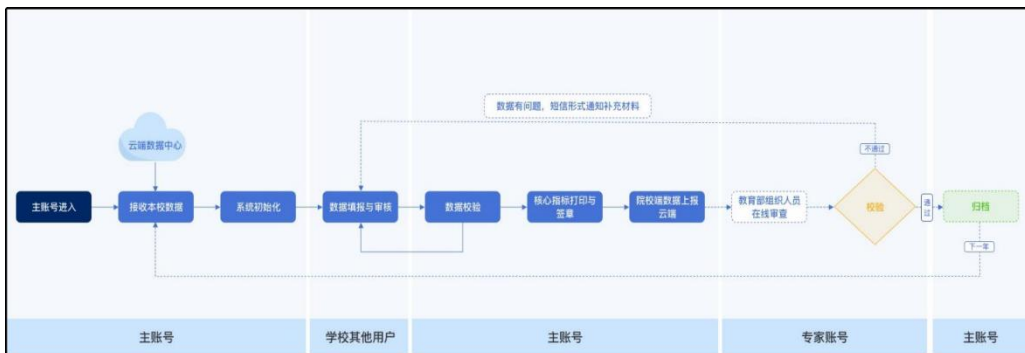 数据有问题，短信形式通知补充材料
云端数据中心
不通过
主账号进入
接收本校数据
系统初始化
数据填报与审核
数据校验
核心指标打印与
签章
院校端数据上报
云端
教育部组织人员
在线审查
校验
通
过
归档
下一年
主账号
学校其他用户
主账号
专家账号
主账号